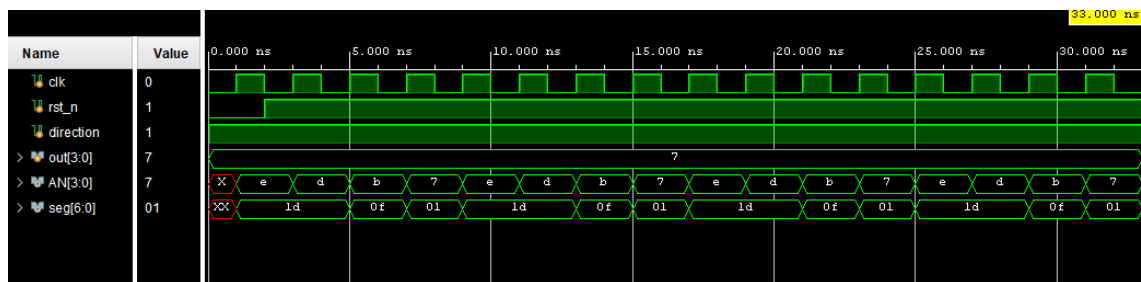 33.000 ns
Name Value 0.000 ns 5.000 ns 10.000 ns 15.000 ns 20.000 ns 25.000 ns 30.000 ns
clk 0
rst_n 1
direction 1
> out[3:0] 7 7
> AN[3:0] 7 X e d b 7 e d b 7 e d b 7 e d b 7
> seg[6:0] 01 XX 1d 0f 01 1d 0f 01 1d 0f 01 1d 0f 01